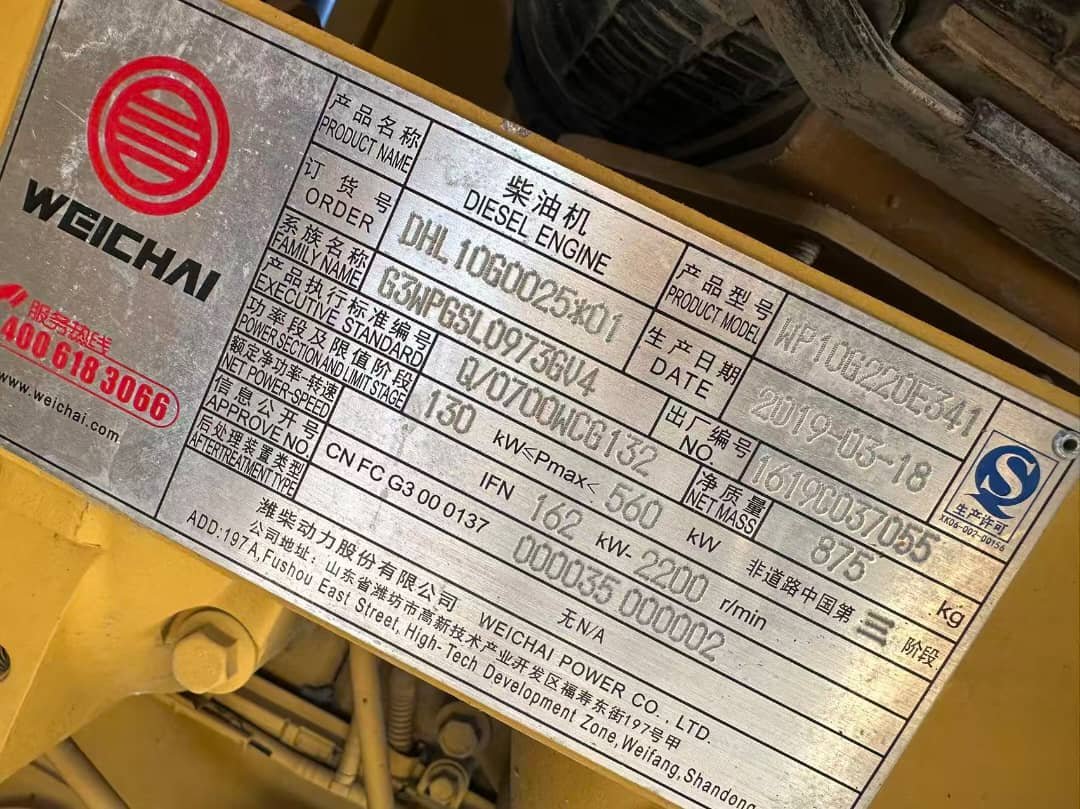 WEICHAI
服务热线
400 618 3066
www.weichai.com
产品名称
PRODUCT NAME
柴油机
DIESEL ENGINE
产品型号
PRODUCT MODEL
WP10G220E341
订货号
ORDER
DHL10G0025*01
生产日期
DATE
2019-03-18
系族名称
FAMILY NAME
G3WPGSL0973GV4
出厂编号
NO.
1619C037055
产品执行标准编号
EXECUTIVE STANDARD
Q/0700WCG132
净质量
NET MASS
875 kg
功率段及限值阶段
POWER SECTION AND LIMIT STAGE
130 kW≤Pmax< 560 kW 非道路中国第 三 阶段
额定净功率-转速
NET POWER-SPEED
IFN 162 kW- 2200 r/min
信息公开号
APPROVE NO
CN FC G3 00 0137 000035 000002
后处理装置类型
AFTERTREATMENT TYPE
无N/A
潍柴动力股份有限公司 WEICHAI POWER CO., LTD.
公司地址: 山东省潍坊市高新技术产业开发区福寿东街197号甲
ADD:197A,Fushou East Street, High-Tech. Development Zone,Weifang,Shandong
S
生产许可
XK06-002-00156